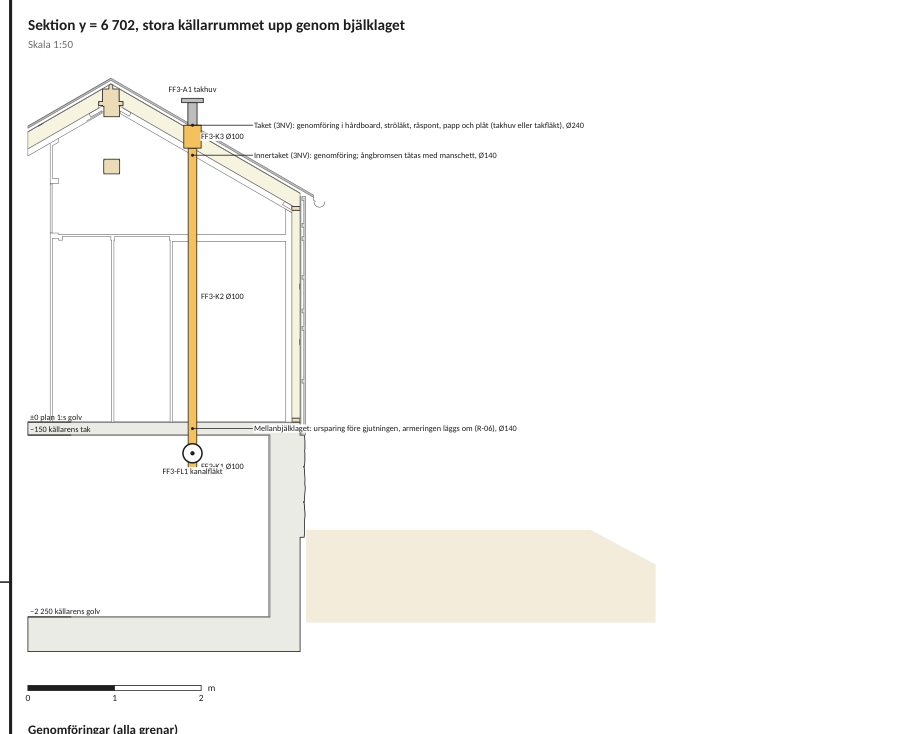 Sektion y = 6 702, stora källarrummet upp genom bjälklaget
Skala 1:50
FF3-A1 takhuv
Taket (3NV): genomföring i hårdboard, ströläkt, råspont, papp och plåt (takhuv eller takfläkt), Ø240
FF3-K3 Ø100
Innertaket (3NV): genomföring; ångbromsen tätas med manschett, Ø140
FF3-K2 Ø100
±0 plan 1:s golv
−150 källarens tak
Mellanbjälklaget: ursparing före gjutningen, armeringen läggs om (R-06), Ø140
FF3-K1 Ø100
FF3-FL1 kanalfläkt
−2 250 källarens golv
m
0 1 2
Genomföringar (alla grenar)